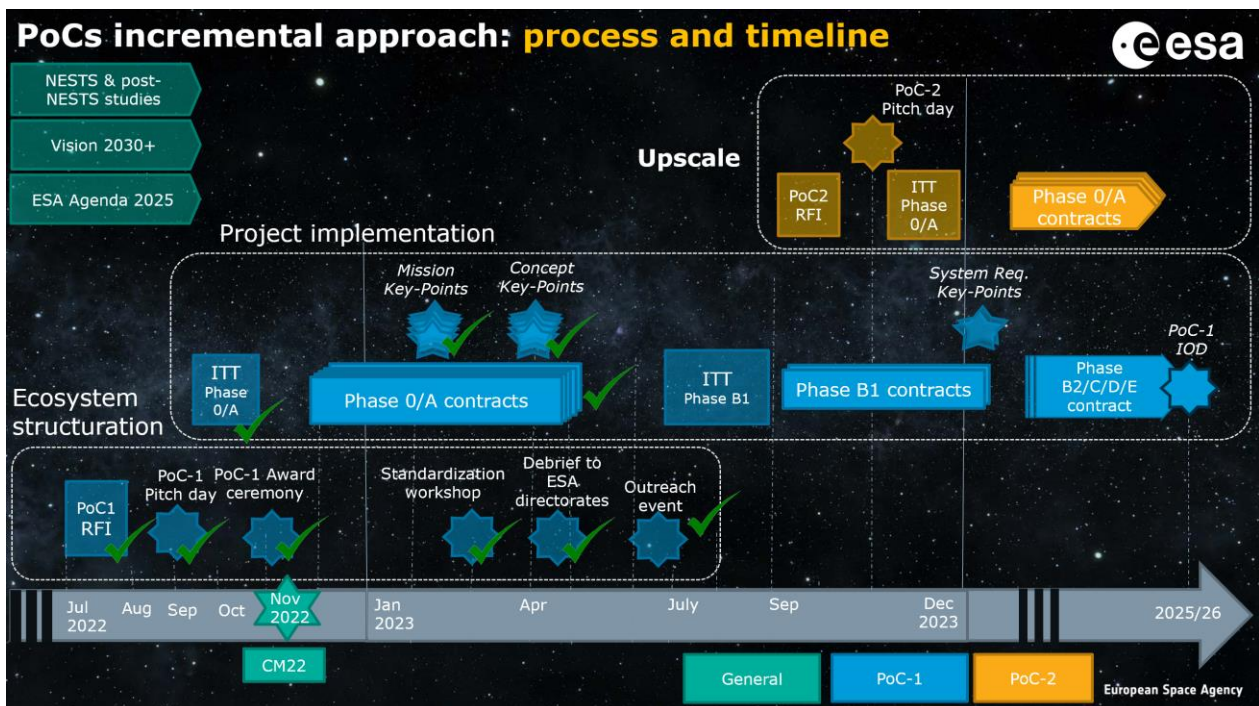 PoCs incremental approach: process and timeline
esa
NESTS & post-
NESTS studies
Vision 2030+
ESA Agenda 2025
PoC-2
Pitch day
Upscale
PoC2
RFI
ITT
Phase
0/A
Phase 0/A
contracts
Project implementation
Mission
Key-Points
Concept
Key-Points
System Req.
Key-Points
PoC-1
IOD
ITT
Phase
0/A
Phase 0/A contracts
ITT
Phase B1
Phase B1 contracts
Phase
B2/C/D/E
contract
Ecosystem
structuration
PoC1
RFI
PoC-1
Pitch day
PoC-1 Award
ceremony
Standardization
workshop
Debrief to
ESA
directorates
Outreach
event
Jul
2022
Aug
Sep
Oct
Nov
2022
Jan
2023
Apr
July
Sep
Dec
2023
2025/26
CM22
General
PoC-1
PoC-2
European Space Agency